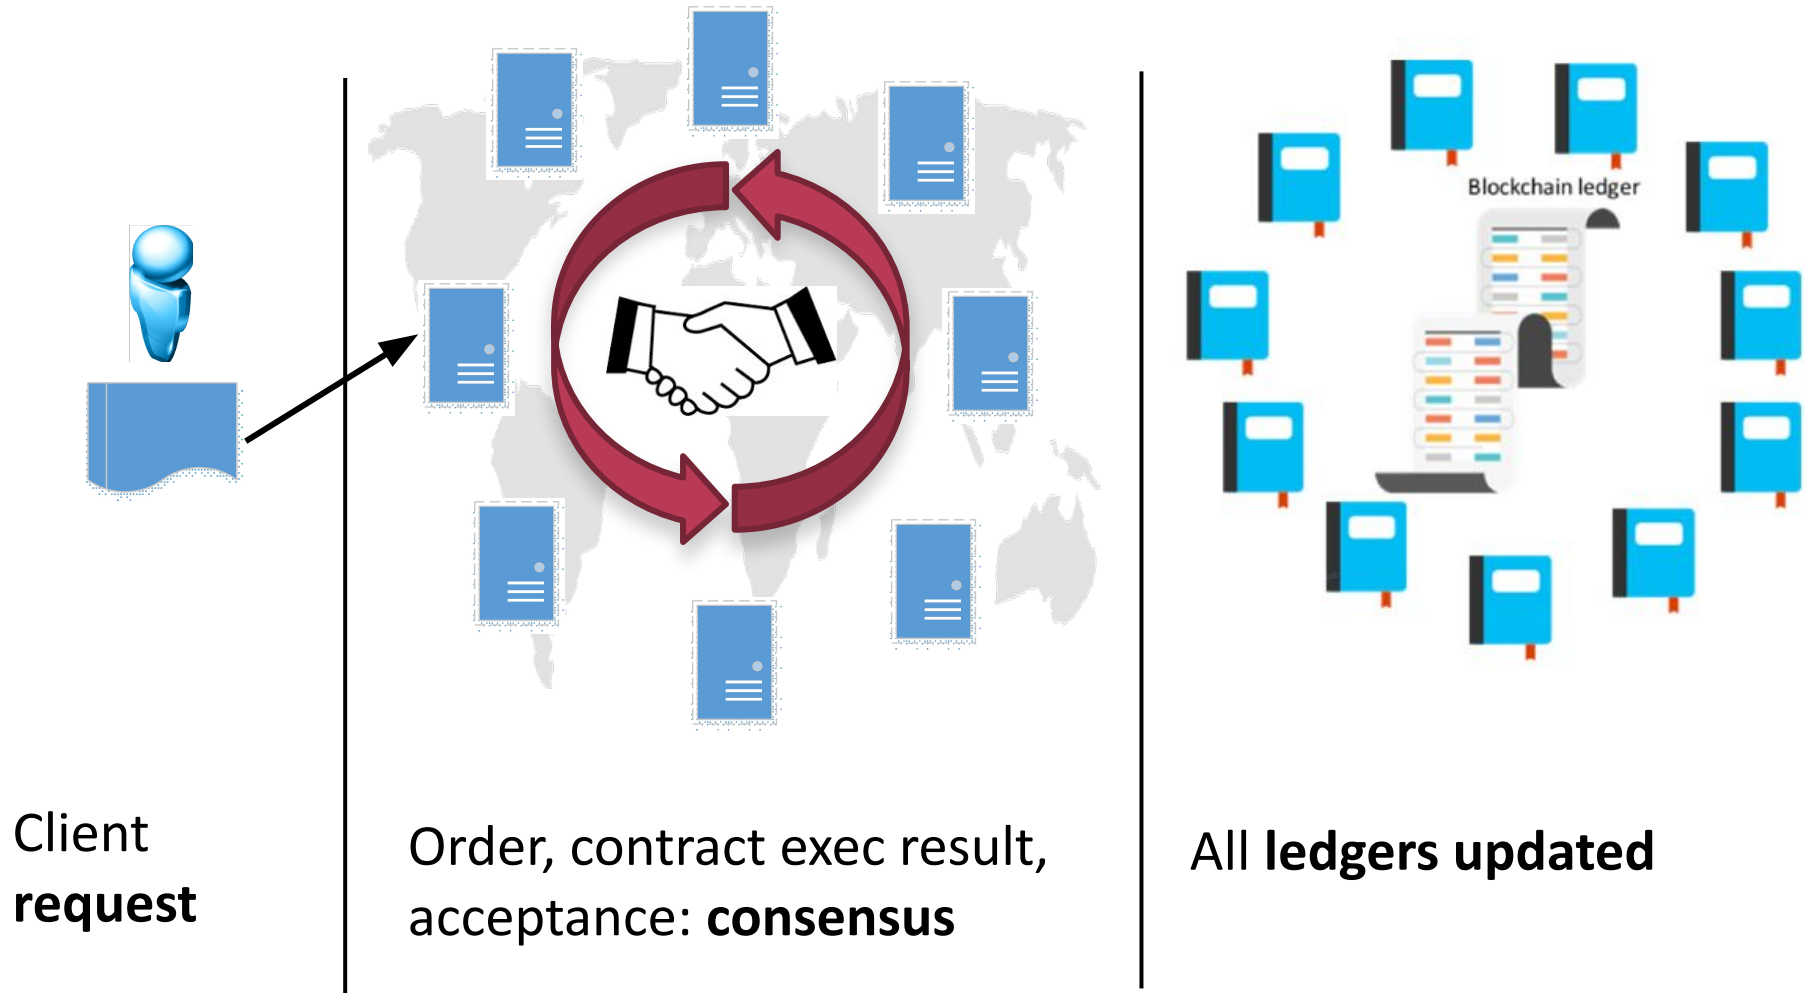 Blockchain ledger
Client
request
Order, contract exec result,
acceptance: consensus
All ledgers updated